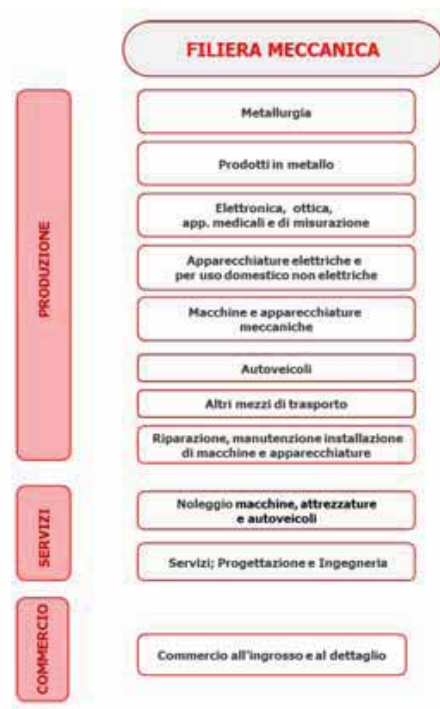 FILIERA MECCANICA
PRODUZIONE
Metallurgia
Prodotti in metallo
Elettronica, ottica,
app. medicali e di misurazione
Apparecchiature elettriche e
per uso domestico non elettriche
Macchine e apparecchiature
meccaniche
Autoveicoli
Altri mezzi di trasporto
Riparazione, manutenzione installazione
di macchine e apparecchiature
SERVIZI
Noleggio macchine, attrezzature
e autoveicoli
Servizi; Progettazione e Ingegneria
COMMERCIO
Commercio all'ingrosso e al dettaglio